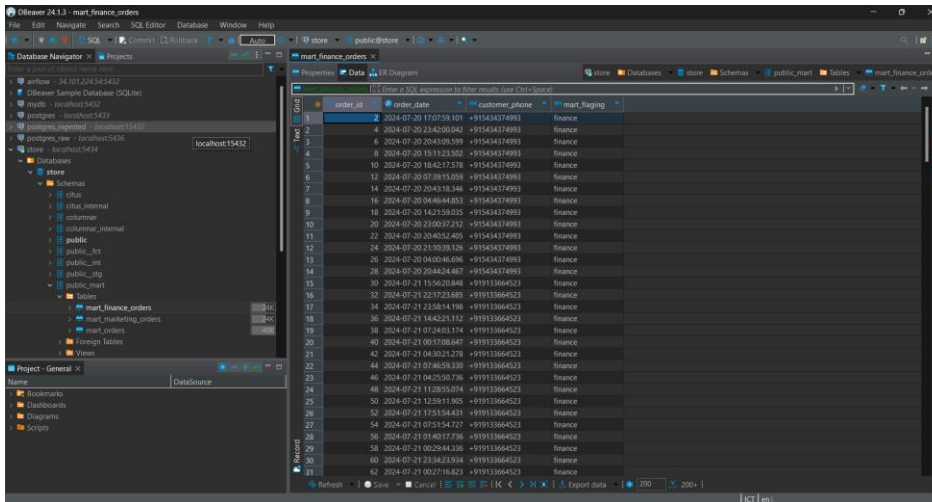 DBeaver 24.1.3 - mart_finance_orders
File Edit Navigate Search SQL Editor Database Window Help
SQL Commit Rollback Auto store public@store
Database Navigator Projects
mart_finance_orders
Properties Data ER Diagram
store Databases store Schemas public_mart Tables mart_finance_ord
Enter a part of object name here
mart_finance_orders Enter a SQL expression to filter results (use Ctrl+Space)
airflow - 34.101.224.54:5432
DBeaver Sample Database (SQLite)
mydb - localhost:5432
postgres - localhost:5433
postgres_ingested - localhost:15432
postgres_raw - localhost:5436
localhost:15432
store - localhost:5434
Databases
store
Schemas
citus
citus_internal
columnar
columnar_internal
public
public__fct
public__int
public__stg
public_mart
Tables
mart_finance_orders 24K
mart_marketing_orders 24K
mart_orders 40K
Foreign Tables
Views
Project - General
Name DataSource
Bookmarks
Dashboards
Diagrams
Scripts
Grid
Text
Record
order_id order_date customer_phone mart_flaging
1 2 2024-07-20 17:07:59.101 +915434374993 finance
2 4 2024-07-20 23:42:00.042 +915434374993 finance
3 6 2024-07-20 20:43:09.599 +915434374993 finance
4 8 2024-07-20 15:11:23.502 +915434374993 finance
5 10 2024-07-20 18:42:17.578 +915434374993 finance
6 12 2024-07-20 07:39:15.059 +915434374993 finance
7 14 2024-07-20 20:43:18.346 +915434374993 finance
8 16 2024-07-20 04:46:44.853 +915434374993 finance
9 18 2024-07-20 14:21:59.035 +915434374993 finance
10 20 2024-07-20 23:00:37.212 +915434374993 finance
11 22 2024-07-20 20:40:52.405 +915434374993 finance
12 24 2024-07-20 21:10:39.126 +915434374993 finance
13 26 2024-07-20 04:00:46.696 +915434374993 finance
14 28 2024-07-20 20:44:24.467 +915434374993 finance
15 30 2024-07-21 15:56:20.848 +919133664523 finance
16 32 2024-07-21 22:17:23.685 +919133664523 finance
17 34 2024-07-21 23:58:14.198 +919133664523 finance
18 36 2024-07-21 14:42:21.112 +919133664523 finance
19 38 2024-07-21 07:24:03.174 +919133664523 finance
20 40 2024-07-21 00:17:08.647 +919133664523 finance
21 42 2024-07-21 04:30:21.278 +919133664523 finance
22 44 2024-07-21 07:46:59.330 +919133664523 finance
23 46 2024-07-21 04:25:50.736 +919133664523 finance
24 48 2024-07-21 11:28:55.074 +919133664523 finance
25 50 2024-07-21 12:59:11.905 +919133664523 finance
26 52 2024-07-21 17:51:54.431 +919133664523 finance
27 54 2024-07-21 07:51:54.727 +919133664523 finance
28 56 2024-07-21 01:40:17.736 +919133664523 finance
29 58 2024-07-21 00:29:44.336 +919133664523 finance
30 60 2024-07-21 23:34:23.934 +919133664523 finance
31 62 2024-07-21 00:27:16.823 +919133664523 finance
Refresh Save Cancel Export data 200 200+
ICT en